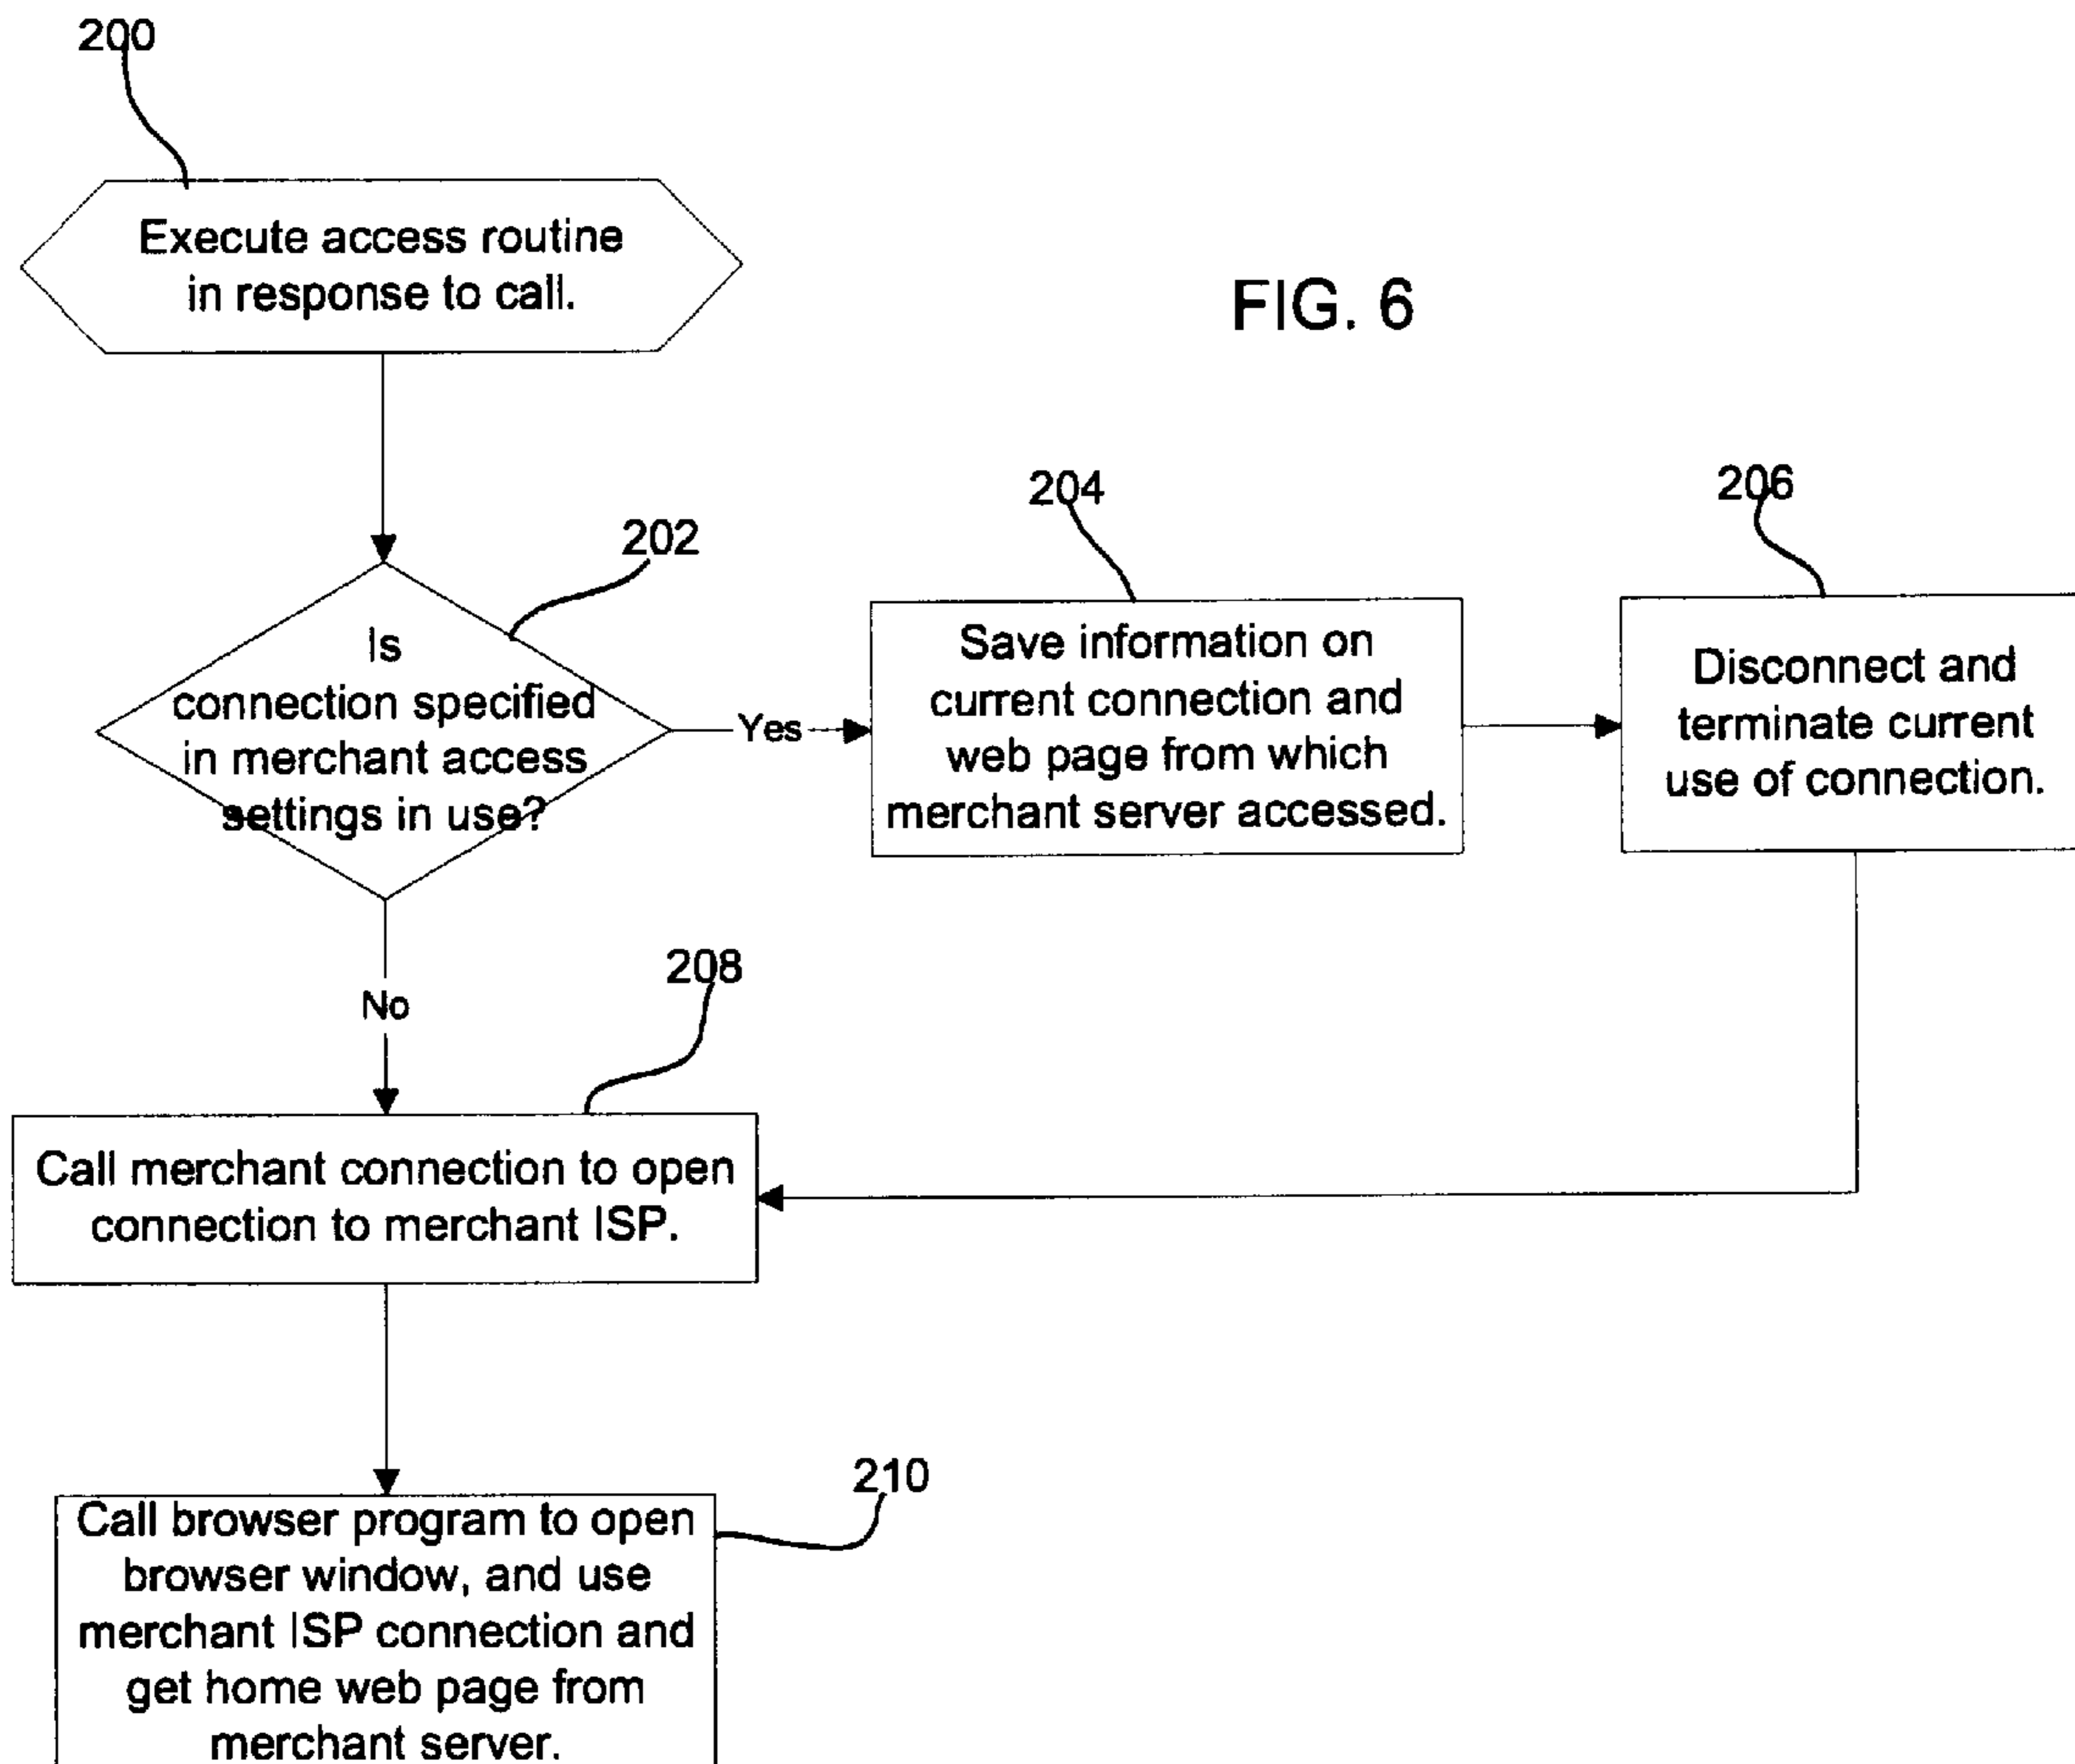 200
Execute access routine
in response to call.
FIG. 6
202
Is
connection specified
in merchant access
settings in use?
Yes
204
Save information on
current connection and
web page from which
merchant server accessed.
206
Disconnect and
terminate current
use of connection.
No
208
Call merchant connection to open
connection to merchant ISP.
210
Call browser program to open
browser window, and use
merchant ISP connection and
get home web page from
merchant server.